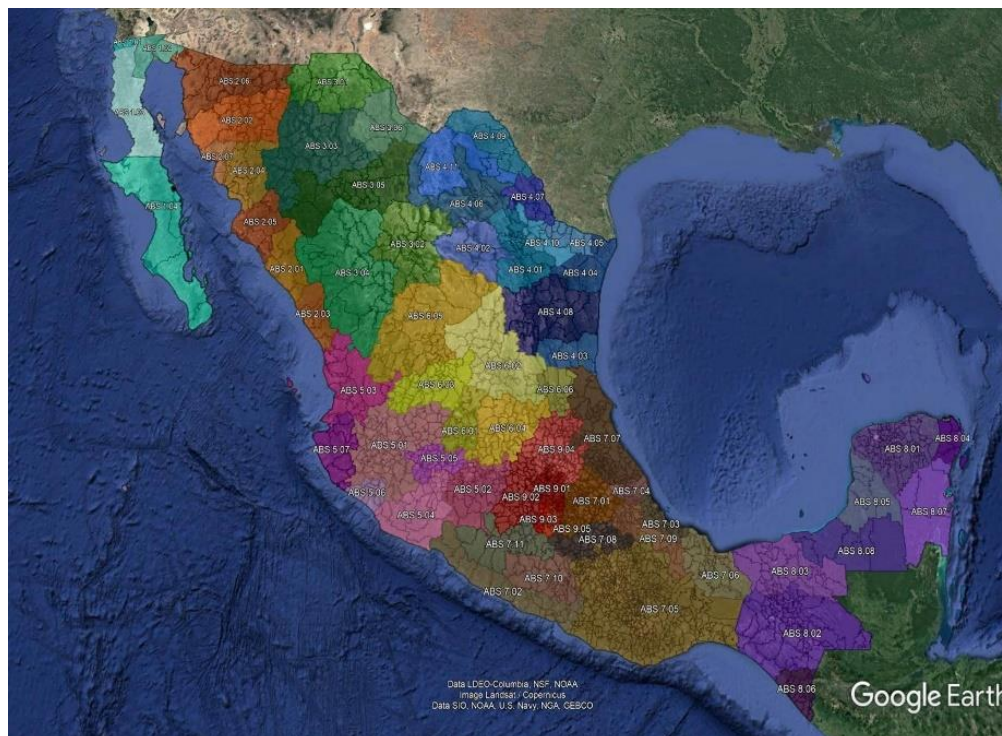 ABS 2.06
ABS 3.01
ABS 2.02
ABS 3.06
ABS 4.09
ABS 3.03
ABS 2.07
ABS 4.11
ABS 2.04
ABS 3.05
ABS 4.07
ABS 1.04
ABS 4.06
ABS 2.05
ABS 3.02
ABS 4.02
ABS 4.10
ABS 4.05
ABS 2.01
ABS 3.04
ABS 4.01
ABS 4.04
ABS 2.03
ABS 6.05
ABS 4.08
ABS 4.03
ABS 6.02
ABS 5.03
ABS 6.03
ABS 6.06
ABS 5.07
ABS 5.01
ABS 6.01
ABS 6.04
ABS 7.07
ABS 8.04
ABS 8.01
ABS 9.04
ABS 5.05
ABS 5.06
ABS 5.02
ABS 9.01
ABS 9.02
ABS 7.01
ABS 7.04
ABS 8.05
ABS 8.07
ABS 5.04
ABS 9.03
ABS 9.05
ABS 7.03
ABS 7.11
ABS 7.08
ABS 7.09
ABS 8.08
ABS 7.10
ABS 7.06
ABS 8.03
ABS 7.02
ABS 7.05
ABS 8.02
ABS 8.06
Data LDEO-Columbia, NSF, NOAA
Image Landsat / Copernicus
Data SIO, NOAA, U.S. Navy, NGA, GEBCO
Google Earth